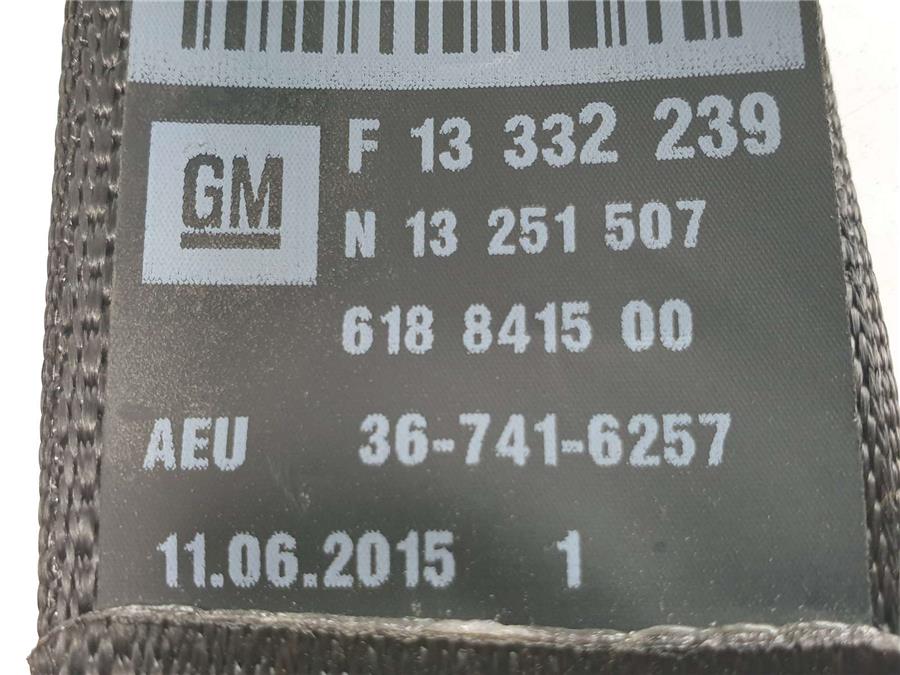 GM
F 13 332 239
N 13 251 507
618 8415 00
AEU 36-741-6257
11.06.2015 1